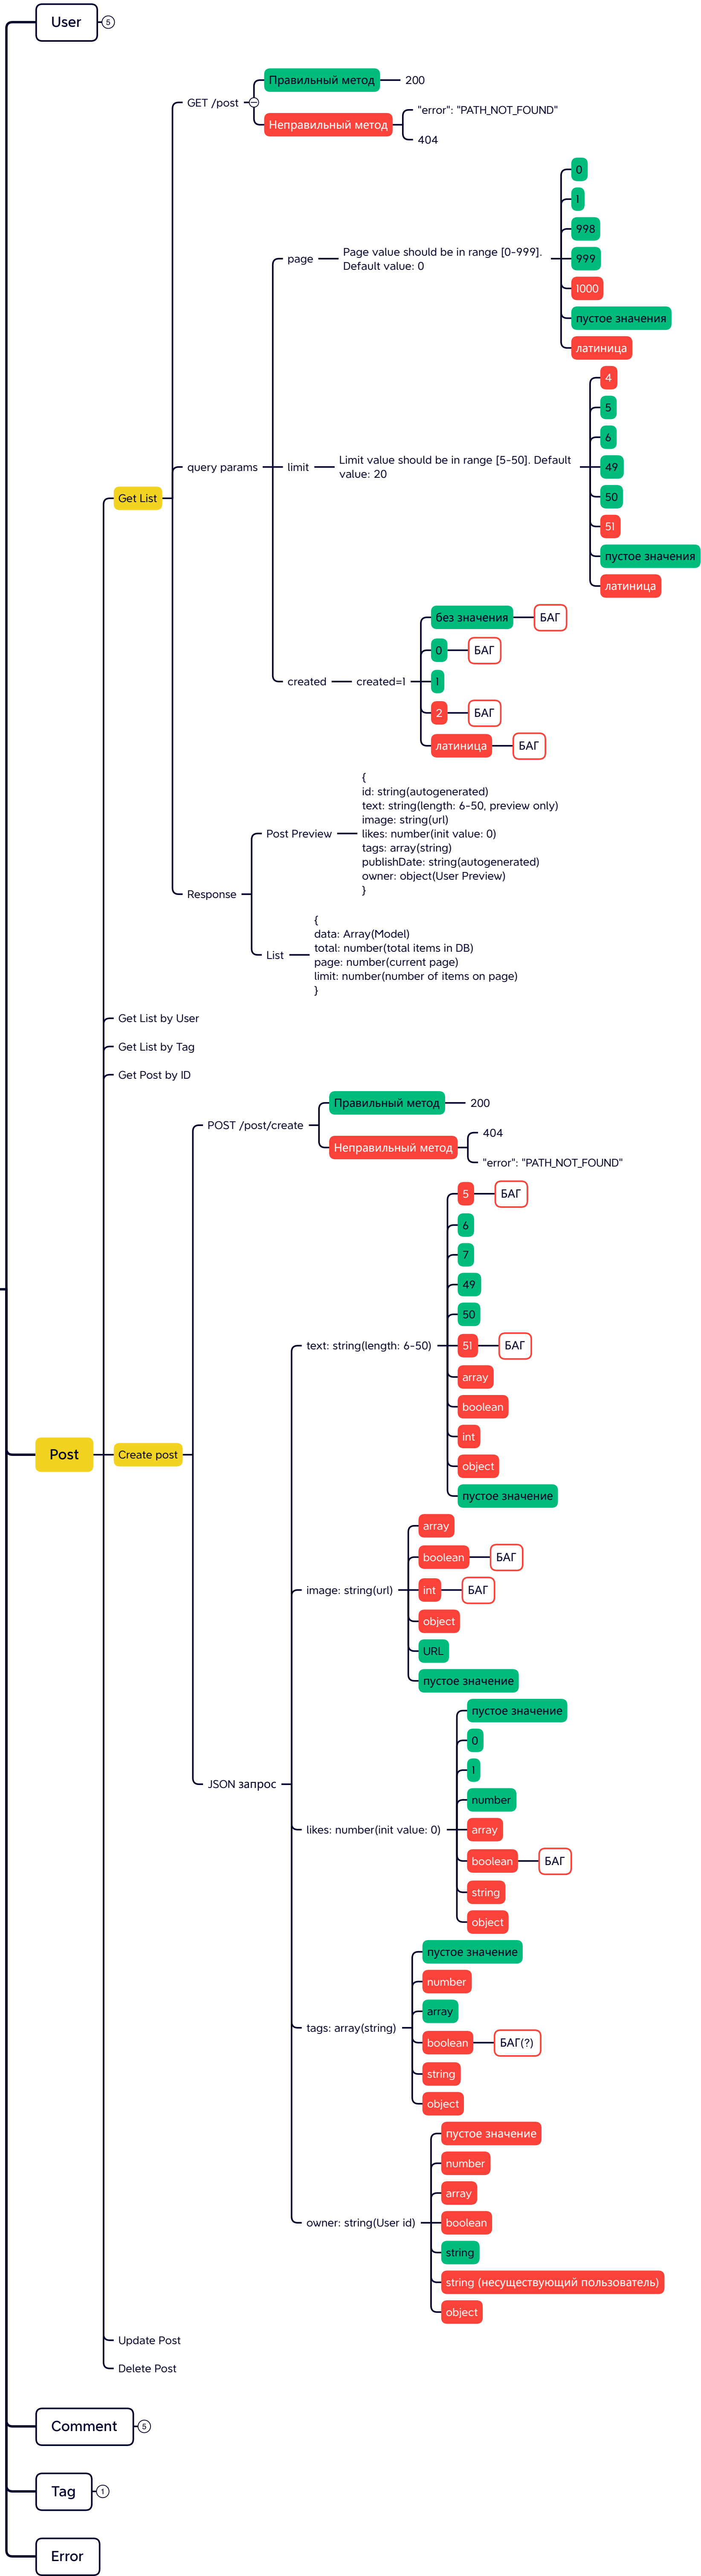 User
5
GET /post
Правильный метод
200
Неправильный метод
"error": "PATH_NOT_FOUND"
404
page
Page value should be in range [0-999].
Default value: 0
0
1
998
999
1000
пустое значения
латиница
Get List
query params
limit
Limit value should be in range [5-50]. Default
value: 20
4
5
6
49
50
51
пустое значения
латиница
created
created=1
без значения
БАГ
0
БАГ
1
2
БАГ
латиница
БАГ
Response
Post Preview
{
id: string(autogenerated)
text: string(length: 6-50, preview only)
image: string(url)
likes: number(init value: 0)
tags: array(string)
publishDate: string(autogenerated)
owner: object(User Preview)
}
List
{
data: Array(Model)
total: number(total items in DB)
page: number(current page)
limit: number(number of items on page)
}
Get List by User
Get List by Tag
Get Post by ID
POST /post/create
Правильный метод
200
Неправильный метод
404
"error": "PATH_NOT_FOUND"
Post
Create post
JSON запрос
text: string(length: 6-50)
5
БАГ
6
7
49
50
51
БАГ
array
boolean
int
object
пустое значение
image: string(url)
array
boolean
БАГ
int
БАГ
object
URL
пустое значение
likes: number(init value: 0)
пустое значение
0
1
number
array
boolean
БАГ
string
object
tags: array(string)
пустое значение
number
array
boolean
БАГ(?)
string
object
owner: string(User id)
пустое значение
number
array
boolean
string
string (несуществующий пользователь)
object
Update Post
Delete Post
Comment
5
Tag
1
Error